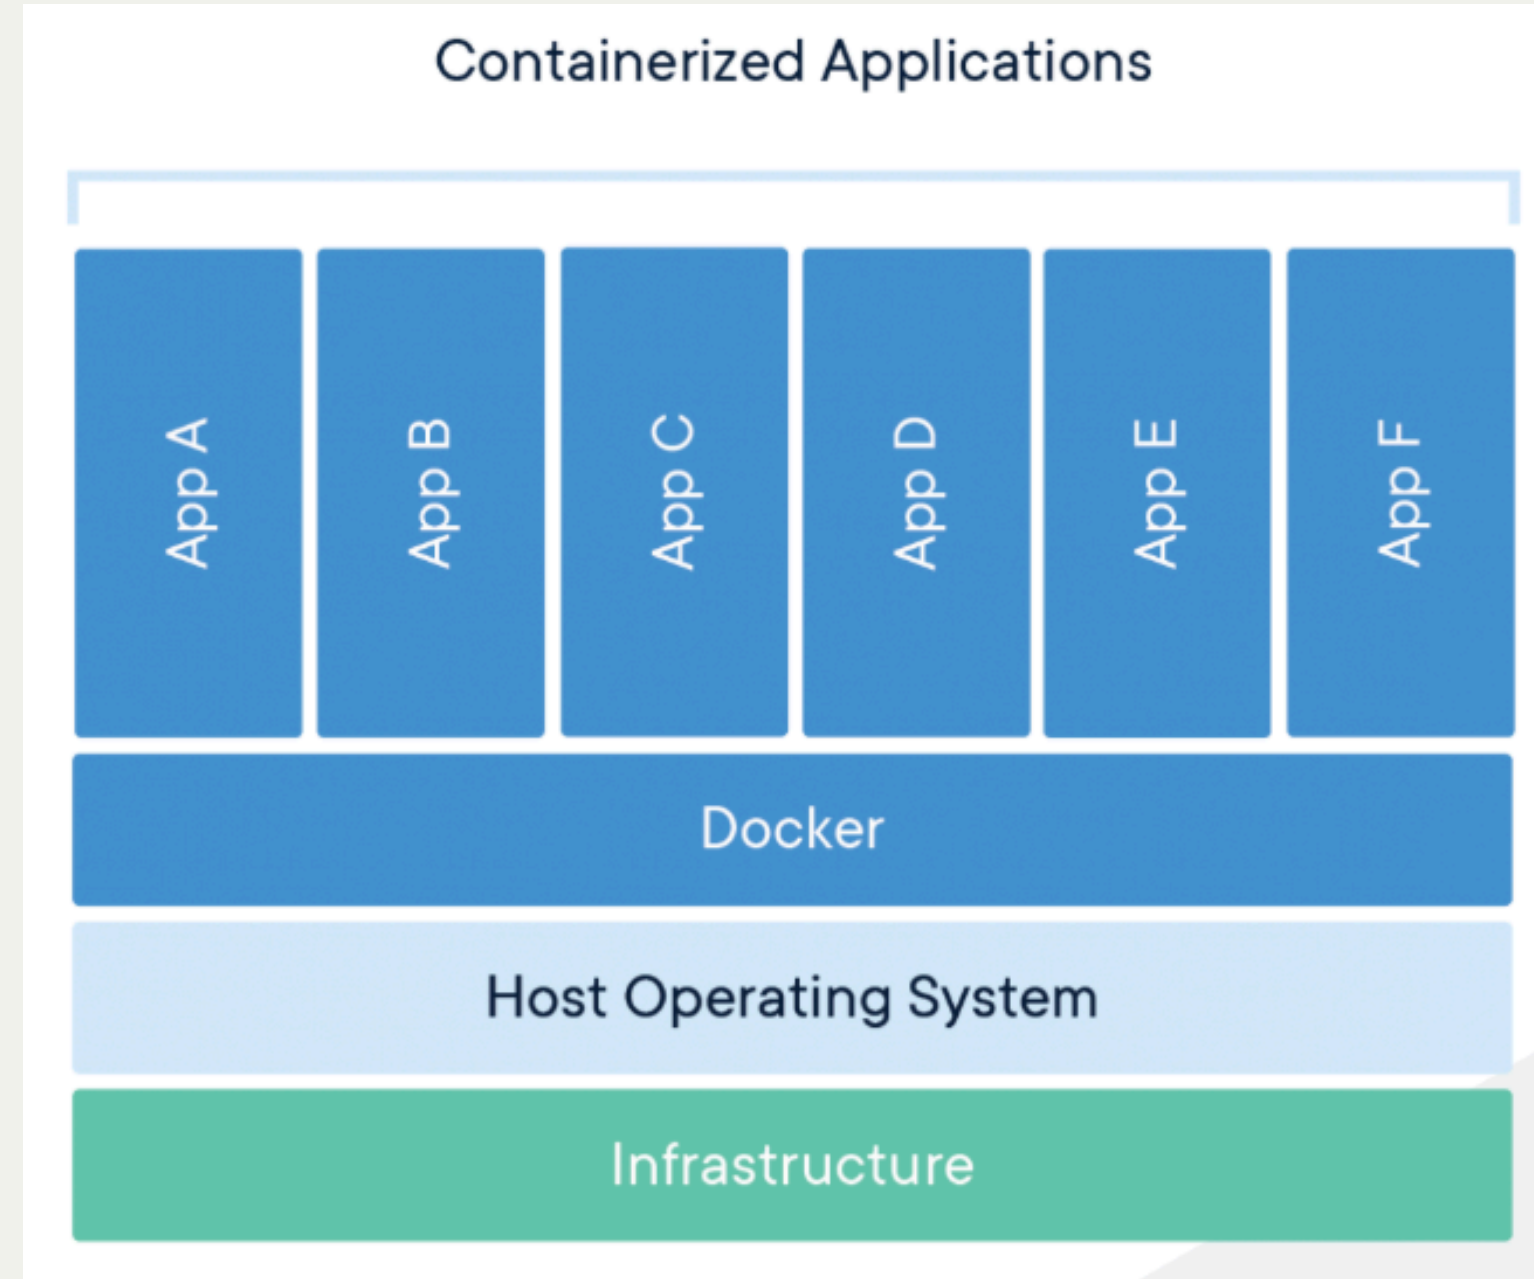 Containerized Applications
App A
App B
App C
App D
App E
App F
Docker
Host Operating System
Infrastructure